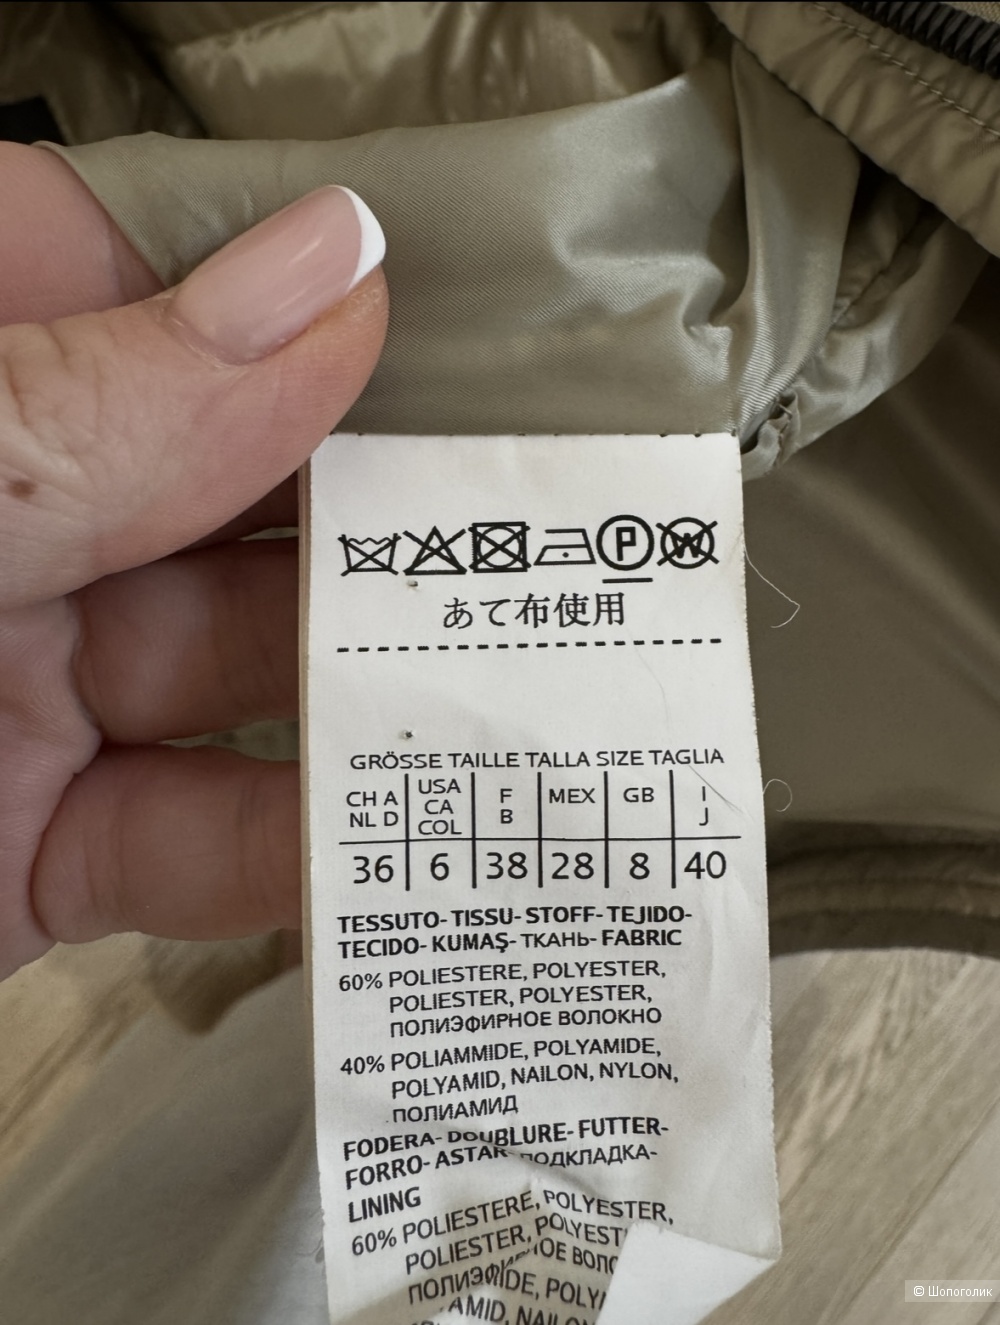 P W
あて布使用
GRÖSSE TAILLE TALLA SIZE TAGLIA
CH A NL D USA CA COL F B MEX GB I J
36 6 38 28 8 40
TESSUTO- TISSU- STOFF- TEJIDO-
TECIDO- KUMAŞ- ТКАНЬ- FABRIC
60% POLIESTERE, POLYESTER,
POLIESTER, POLYESTER,
ПОЛИЭФИРНОЕ ВОЛОКНО
40% POLIAMMIDE, POLYAMIDE,
POLYAMID, NAILON, NYLON,
ПОЛИАМИД
FODERA- DOUBLURE- FUTTER-
FORRO- ASTAR- ПОДКЛАДКА-
LINING
60% POLIESTERE, POLYESTER,
POLIESTER,
© Шопоголик